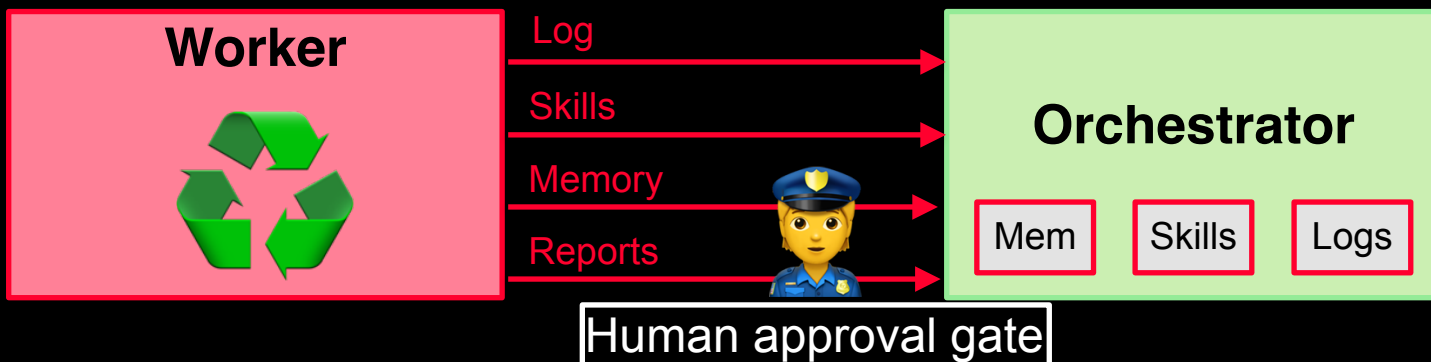 Worker
Log
Skills
Memory
Reports
Orchestrator
Mem
Skills
Logs
Human approval gate